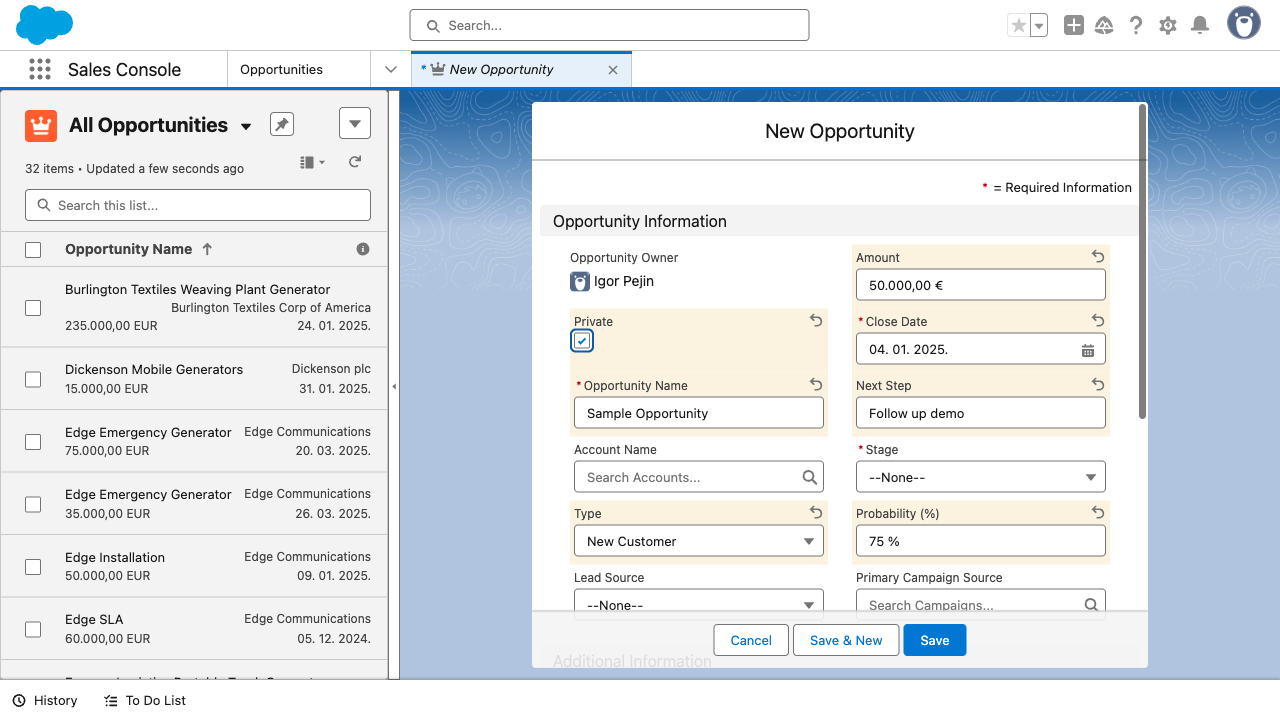 Search...
Sales Console
Opportunities
* New Opportunity
All Opportunities
32 items • Updated a few seconds ago
Search this list...
Opportunity Name
Burlington Textiles Weaving Plant Generator
Burlington Textiles Corp of America
235.000,00 EUR 24. 01. 2025.
Dickenson Mobile Generators Dickenson plc
15.000,00 EUR 31. 01. 2025.
Edge Emergency Generator Edge Communications
75.000,00 EUR 20. 03. 2025.
Edge Emergency Generator Edge Communications
35.000,00 EUR 26. 03. 2025.
Edge Installation Edge Communications
50.000,00 EUR 09. 01. 2025.
Edge SLA Edge Communications
60.000,00 EUR 05. 12. 2024.
New Opportunity
* = Required Information
Opportunity Information
Opportunity Owner
Igor Pejin
Amount
50.000,00 €
Private
* Close Date
04. 01. 2025.
* Opportunity Name
Sample Opportunity
Next Step
Follow up demo
Account Name
Search Accounts...
* Stage
--None--
Type
New Customer
Probability (%)
75 %
Lead Source
--None--
Primary Campaign Source
Search Campaigns...
Additional Information
Cancel
Save & New
Save
History
To Do List